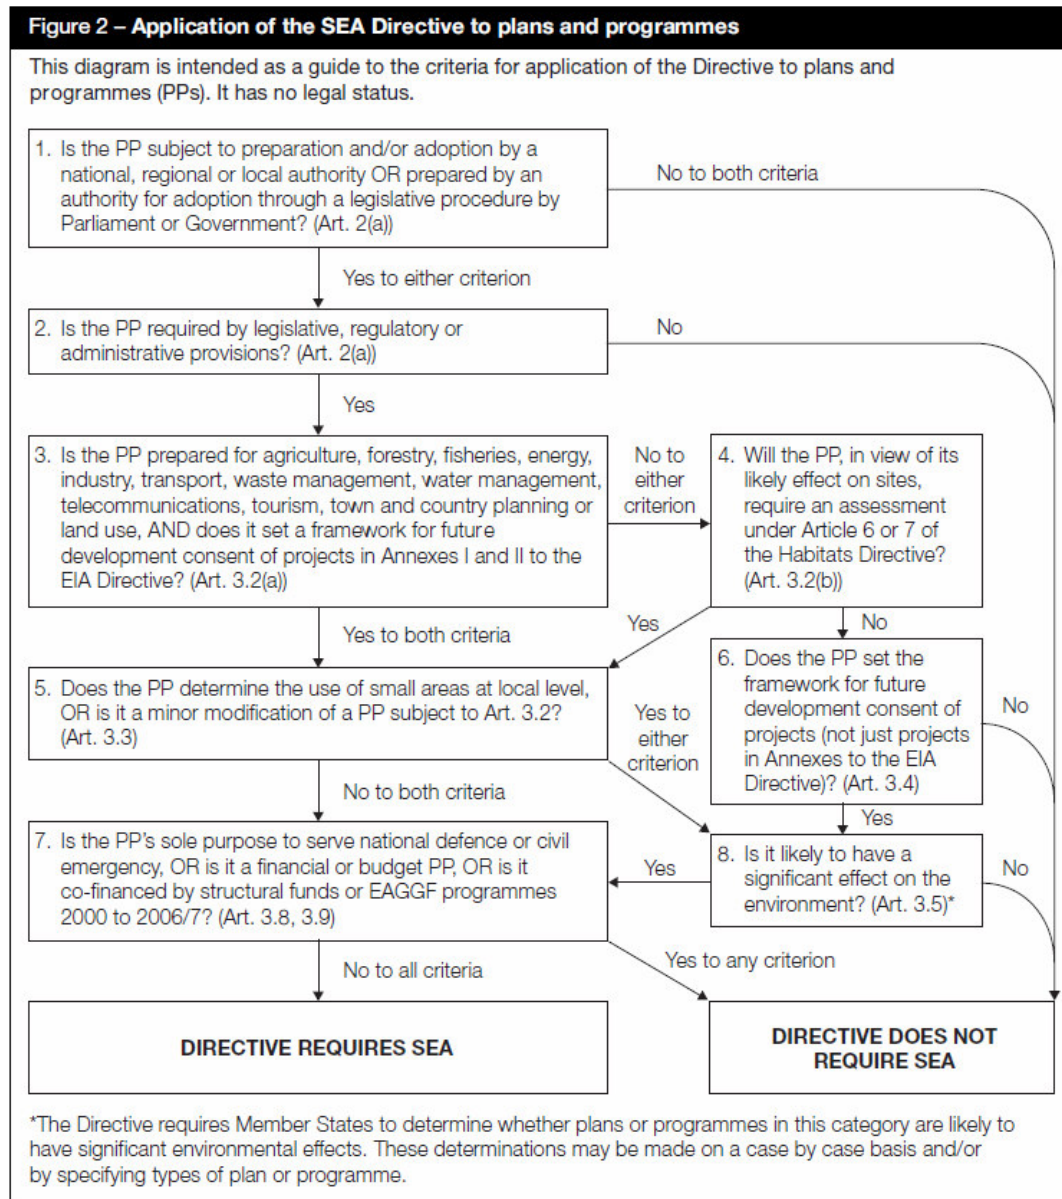 Figure 2 – Application of the SEA Directive to plans and programmes
This diagram is intended as a guide to the criteria for application of the Directive to plans and
programmes (PPs). It has no legal status.
1. Is the PP subject to preparation and/or adoption by a
national, regional or local authority OR prepared by an
authority for adoption through a legislative procedure by
Parliament or Government? (Art. 2(a))
No to both criteria
Yes to either criterion
2. Is the PP required by legislative, regulatory or
administrative provisions? (Art. 2(a))
No
Yes
3. Is the PP prepared for agriculture, forestry, fisheries, energy,
industry, transport, waste management, water management,
telecommunications, tourism, town and country planning or
land use, AND does it set a framework for future
development consent of projects in Annexes I and II to the
EIA Directive? (Art. 3.2(a))
No to
either
criterion
4. Will the PP, in view of its
likely effect on sites,
require an assessment
under Article 6 or 7 of
the Habitats Directive?
(Art. 3.2(b))
Yes to both criteria
Yes
No
5. Does the PP determine the use of small areas at local level,
OR is it a minor modification of a PP subject to Art. 3.2?
(Art. 3.3)
Yes to
either
criterion
6. Does the PP set the
framework for future
development consent of
projects (not just projects
in Annexes to the EIA
Directive)? (Art. 3.4)
No
No to both criteria
Yes
7. Is the PP's sole purpose to serve national defence or civil
emergency, OR is it a financial or budget PP, OR is it
co-financed by structural funds or EAGGF programmes
2000 to 2006/7? (Art. 3.8, 3.9)
Yes
8. Is it likely to have a
significant effect on the
environment? (Art. 3.5)*
No
No to all criteria
Yes to any criterion
DIRECTIVE REQUIRES SEA
DIRECTIVE DOES NOT
REQUIRE SEA
*The Directive requires Member States to determine whether plans or programmes in this category are likely to
have significant environmental effects. These determinations may be made on a case by case basis and/or
by specifying types of plan or programme.